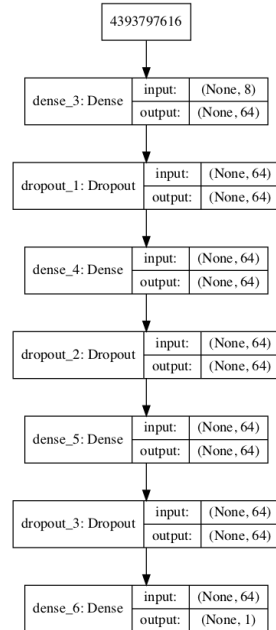 4393797616
dense_3: Dense
input: (None, 8)
output: (None, 64)
dropout_1: Dropout
input: (None, 64)
output: (None, 64)
dense_4: Dense
input: (None, 64)
output: (None, 64)
dropout_2: Dropout
input: (None, 64)
output: (None, 64)
dense_5: Dense
input: (None, 64)
output: (None, 64)
dropout_3: Dropout
input: (None, 64)
output: (None, 64)
dense_6: Dense
input: (None, 64)
output: (None, 1)